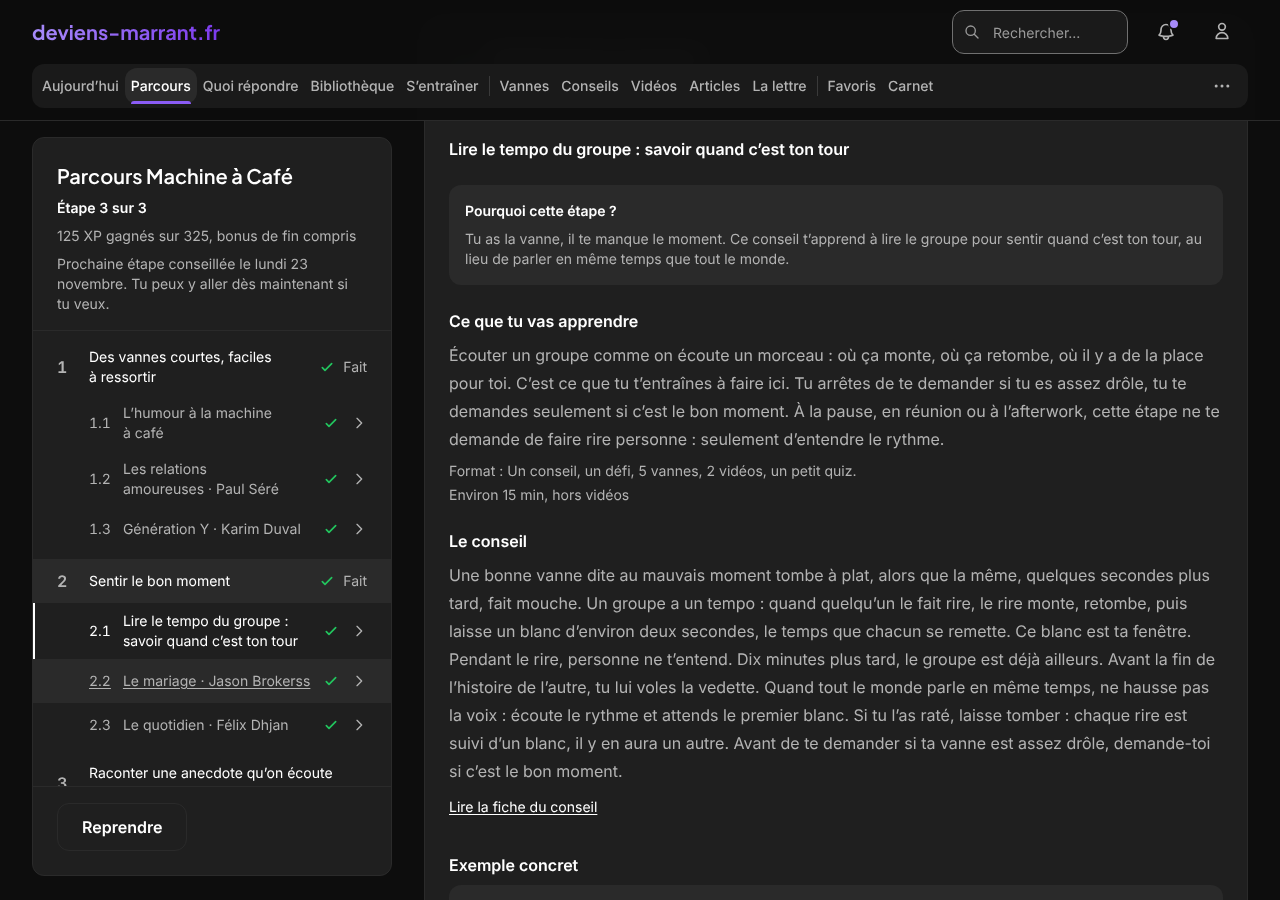 deviens-marrant.fr
Rechercher...
Aujourd’hui Parcours Quoi répondre Bibliothèque S’entraîner Vannes Conseils Vidéos Articles La lettre Favoris Carnet
Parcours Machine à Café
Étape 3 sur 3
125 XP gagnés sur 325, bonus de fin compris
Prochaine étape conseillée le lundi 23
novembre. Tu peux y aller dès maintenant si
tu veux.
1 Des vannes courtes, faciles
à ressortir
Fait
1.1 L’humour à la machine
à café
1.2 Les relations
amoureuses · Paul Séré
1.3 Génération Y · Karim Duval
2 Sentir le bon moment Fait
2.1 Lire le tempo du groupe :
savoir quand c’est ton tour
2.2 Le mariage · Jason Brokerss
2.3 Le quotidien · Félix Dhjan
3 Raconter une anecdote qu’on écoute
Reprendre
Lire le tempo du groupe : savoir quand c’est ton tour
Pourquoi cette étape ?
Tu as la vanne, il te manque le moment. Ce conseil t’apprend à lire le groupe pour sentir quand c’est ton tour, au
lieu de parler en même temps que tout le monde.
Ce que tu vas apprendre
Écouter un groupe comme on écoute un morceau : où ça monte, où ça retombe, où il y a de la place
pour toi. C’est ce que tu t’entraînes à faire ici. Tu arrêtes de te demander si tu es assez drôle, tu te
demandes seulement si c’est le bon moment. À la pause, en réunion ou à l’afterwork, cette étape ne te
demande de faire rire personne : seulement d’entendre le rythme.
Format : Un conseil, un défi, 5 vannes, 2 vidéos, un petit quiz.
Environ 15 min, hors vidéos
Le conseil
Une bonne vanne dite au mauvais moment tombe à plat, alors que la même, quelques secondes plus
tard, fait mouche. Un groupe a un tempo : quand quelqu’un le fait rire, le rire monte, retombe, puis
laisse un blanc d’environ deux secondes, le temps que chacun se remette. Ce blanc est ta fenêtre.
Pendant le rire, personne ne t’entend. Dix minutes plus tard, le groupe est déjà ailleurs. Avant la fin de
l’histoire de l’autre, tu lui voles la vedette. Quand tout le monde parle en même temps, ne hausse pas
la voix : écoute le rythme et attends le premier blanc. Si tu l’as raté, laisse tomber : chaque rire est
suivi d’un blanc, il y en aura un autre. Avant de te demander si ta vanne est assez drôle, demande-toi
si c’est le bon moment.
Lire la fiche du conseil
Exemple concret